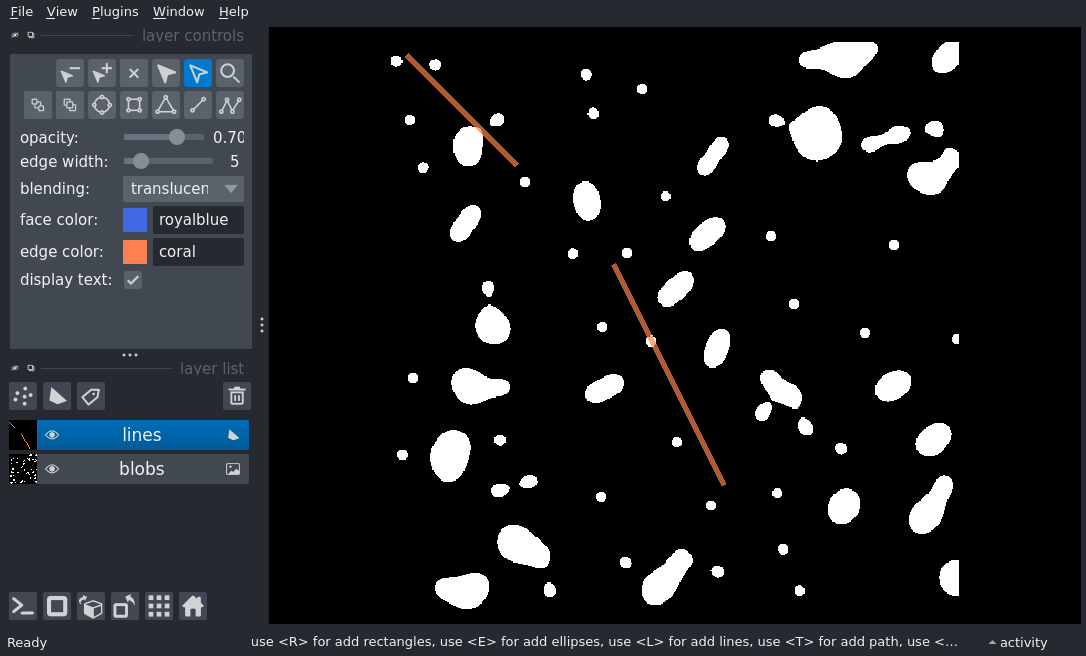 File View Plugins Window Help
layer controls
opacity: 0.70
edge width: 5
blending: translucen
face color: royalblue
edge color: coral
display text:
layer list
lines
blobs
Ready use <R> for add rectangles, use <E> for add ellipses, use <L> for add lines, use <T> for add path, use <... activity